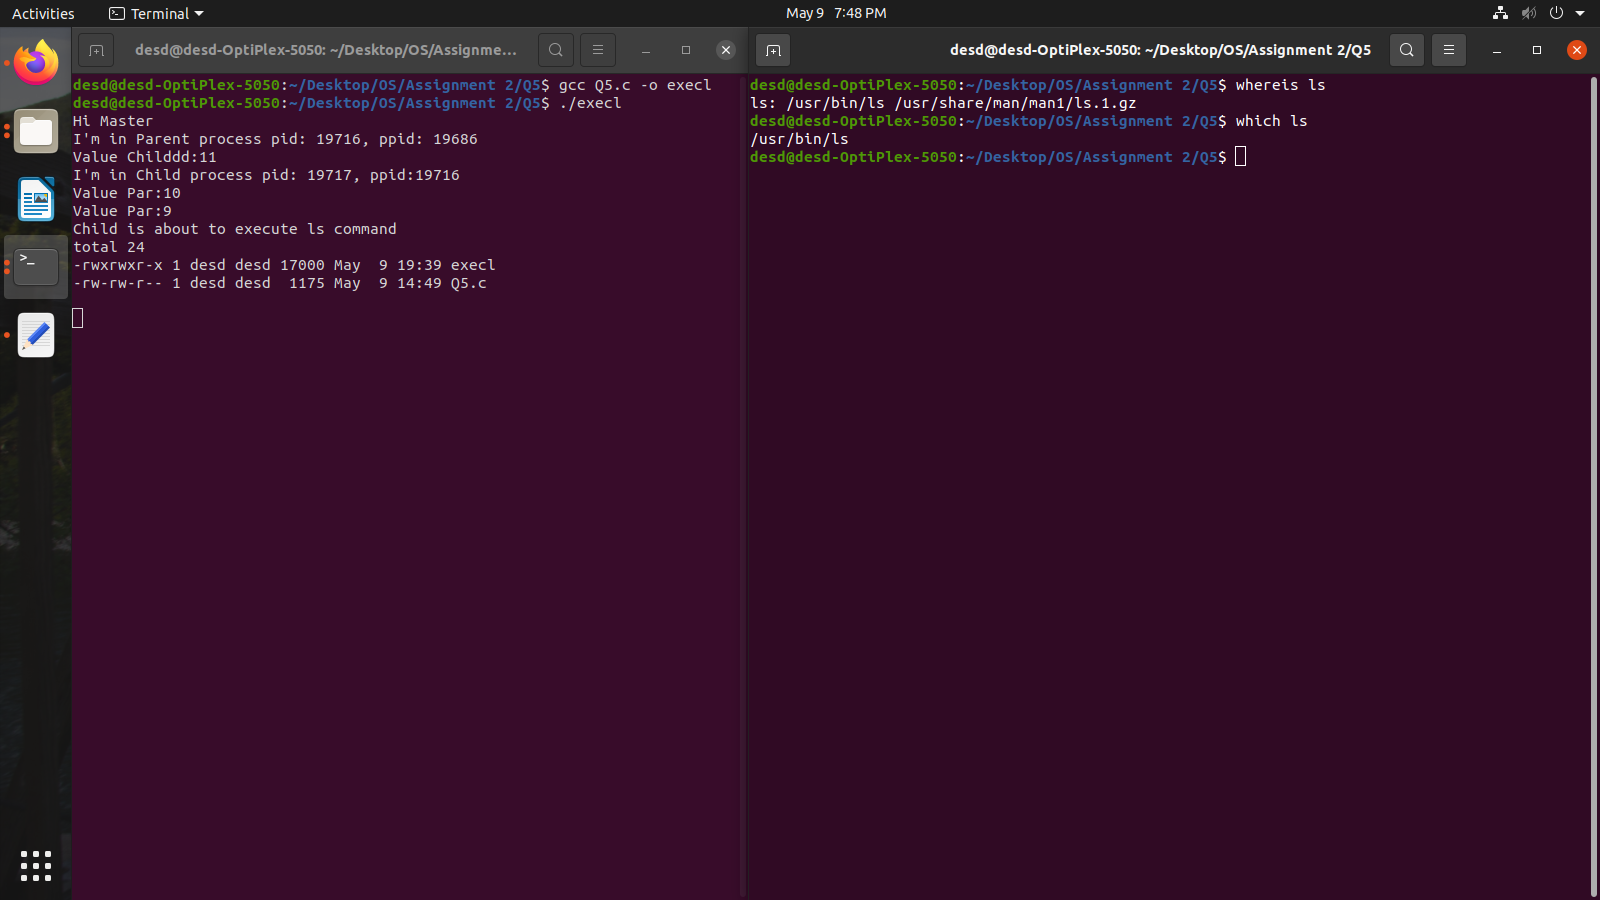 Activities Terminal May 9 7:48 PM
desd@desd-OptiPlex-5050: ~/Desktop/OS/Assignme...
desd@desd-OptiPlex-5050:~/Desktop/OS/Assignment 2/Q5$ gcc Q5.c -o execl
desd@desd-OptiPlex-5050:~/Desktop/OS/Assignment 2/Q5$ ./execl
Hi Master
I'm in Parent process pid: 19716, ppid: 19686
Value Childdd:11
I'm in Child process pid: 19717, ppid:19716
Value Par:10
Value Par:9
Child is about to execute ls command
total 24
-rwxrwxr-x 1 desd desd 17000 May  9 19:39 execl
-rw-rw-r-- 1 desd desd  1175 May  9 14:49 Q5.c
desd@desd-OptiPlex-5050: ~/Desktop/OS/Assignment 2/Q5
desd@desd-OptiPlex-5050:~/Desktop/OS/Assignment 2/Q5$ whereis ls
ls: /usr/bin/ls /usr/share/man/man1/ls.1.gz
desd@desd-OptiPlex-5050:~/Desktop/OS/Assignment 2/Q5$ which ls
/usr/bin/ls
desd@desd-OptiPlex-5050:~/Desktop/OS/Assignment 2/Q5$